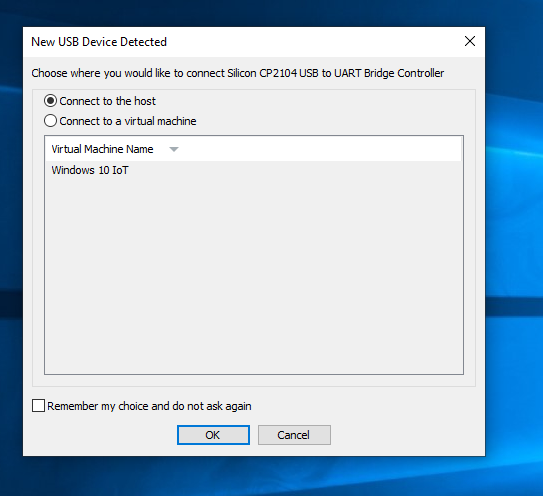 New USB Device Detected
Choose where you would like to connect Silicon CP2104 USB to UART Bridge Controller
Connect to the host
Connect to a virtual machine
Virtual Machine Name
Windows 10 IoT
Remember my choice and do not ask again
OK Cancel